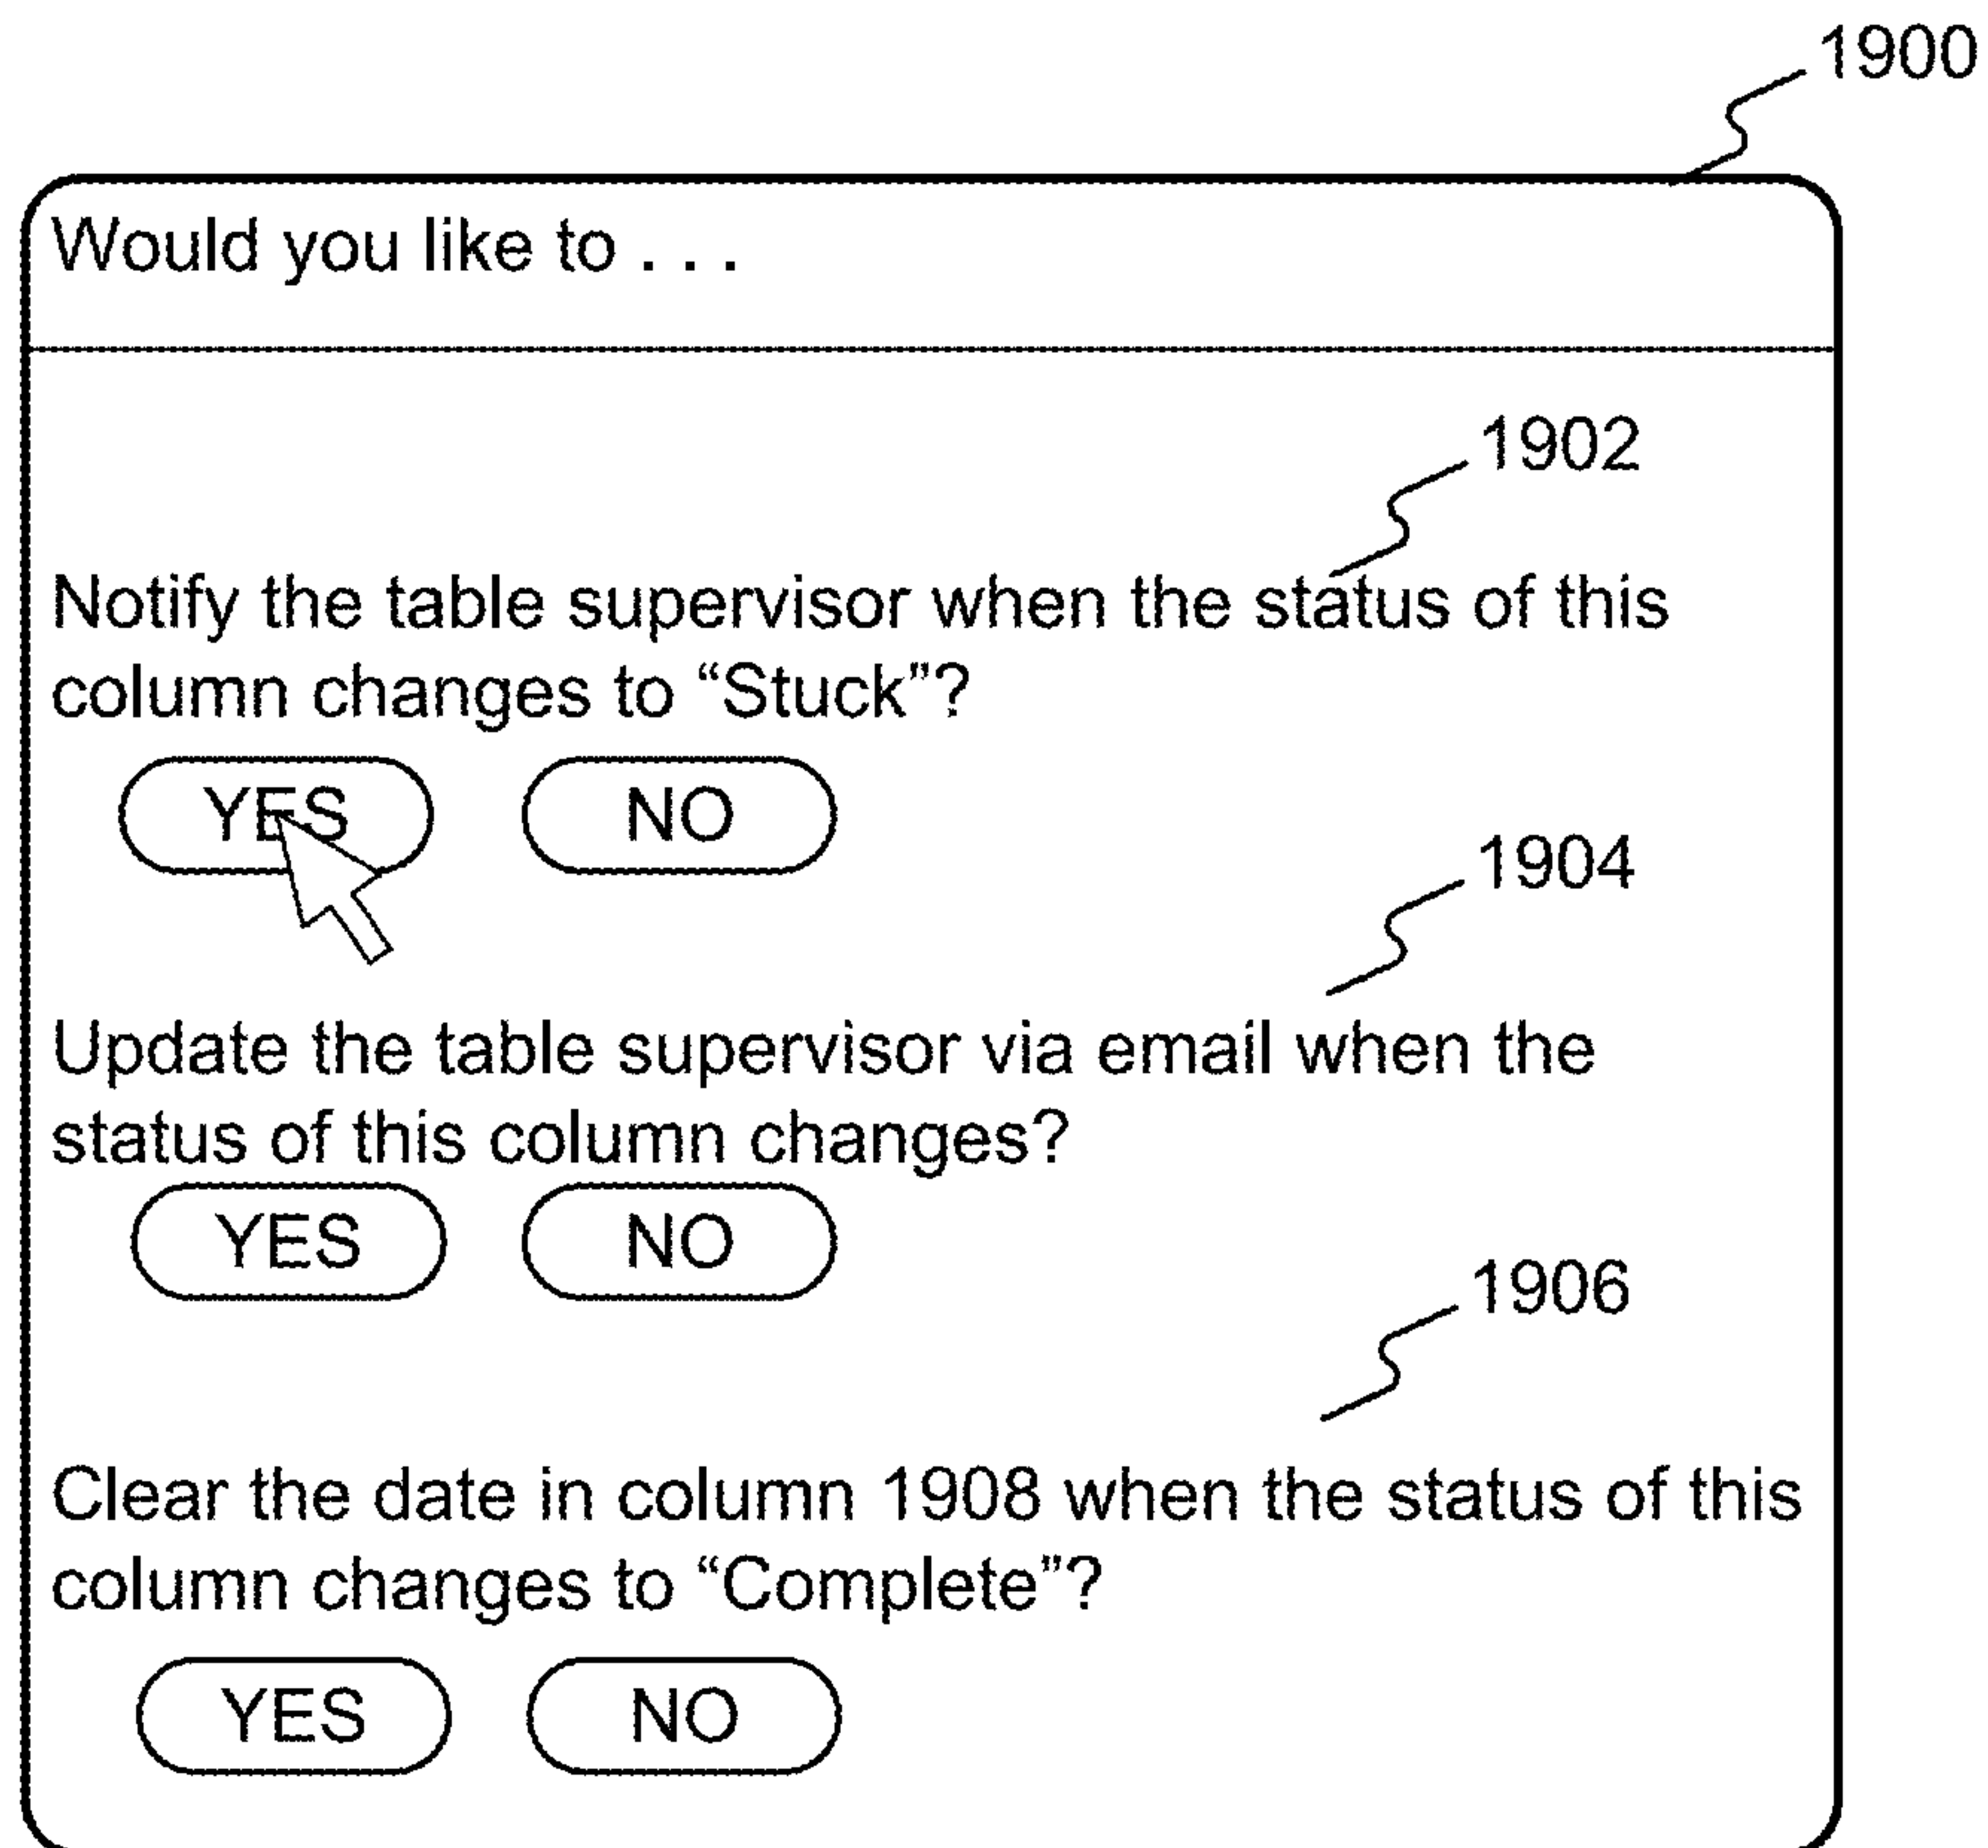 1900
Would you like to . . .
1902
Notify the table supervisor when the status of this
column changes to “Stuck”?
YES NO
1904
Update the table supervisor via email when the
status of this column changes?
YES NO
1906
Clear the date in column 1908 when the status of this
column changes to “Complete”?
YES NO